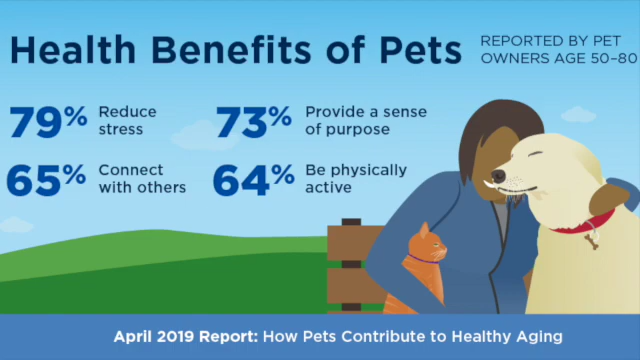 Health Benefits of Pets
REPORTED BY PET
OWNERS AGE 50–80
79% Reduce
stress
73% Provide a sense
of purpose
65% Connect
with others
64% Be physically
active
April 2019 Report: How Pets Contribute to Healthy Aging